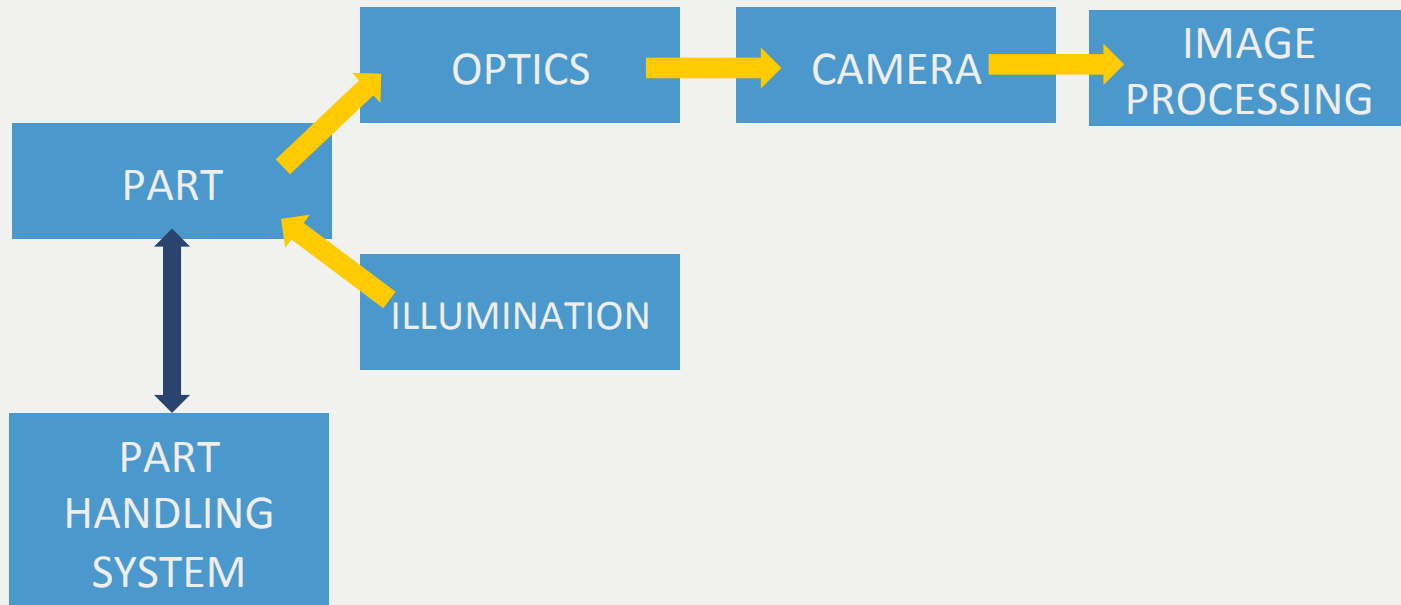 OPTICS
CAMERA
IMAGE
PROCESSING
PART
ILLUMINATION
PART
HANDLING
SYSTEM